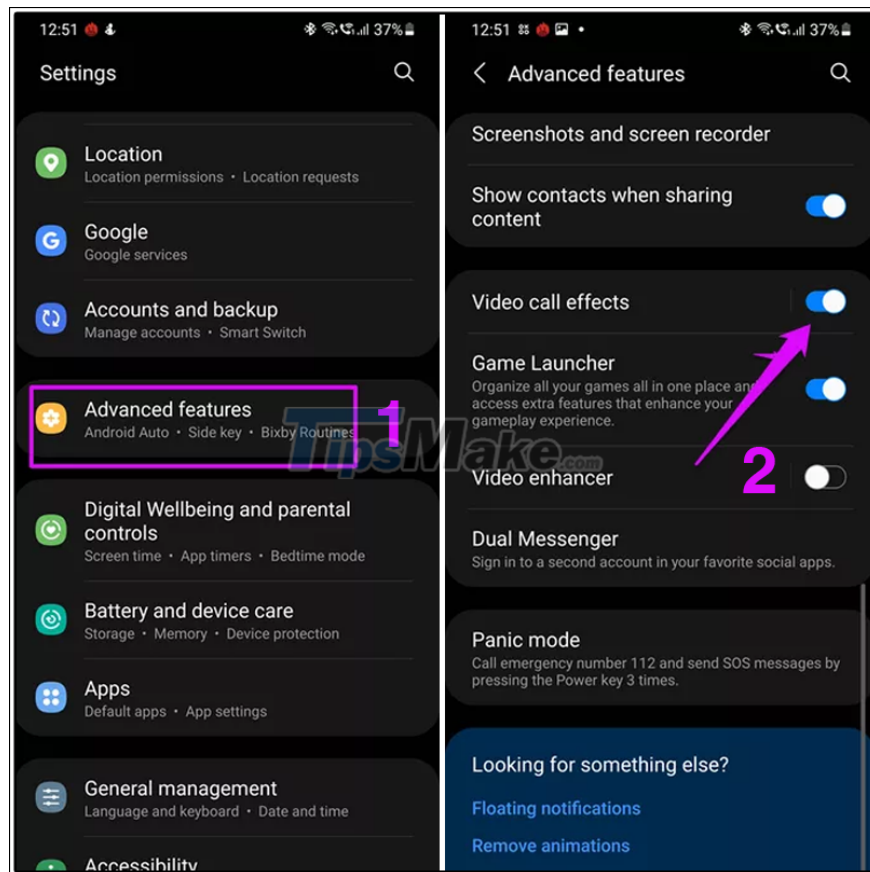 12:51
37%
Settings
Location
Location permissions • Location requests
Google
Google services
Accounts and backup
Manage accounts • Smart Switch
Advanced features
Android Auto • Side key • Bixby Routines
1
Digital Wellbeing and parental
controls
Screen time • App timers • Bedtime mode
Battery and device care
Storage • Memory • Device protection
Apps
Default apps • App settings
General management
Language and keyboard • Date and time
Accessibility
12:51
37%
Advanced features
Screenshots and screen recorder
Show contacts when sharing
content
Video call effects
Game Launcher
Organize all your games all in one place and
access extra features that enhance your
gameplay experience.
Video enhancer
2
Dual Messenger
Sign in to a second account in your favorite social apps.
Panic mode
Call emergency number 112 and send SOS messages by
pressing the Power key 3 times.
Looking for something else?
Floating notifications
Remove animations
TipsMake.com